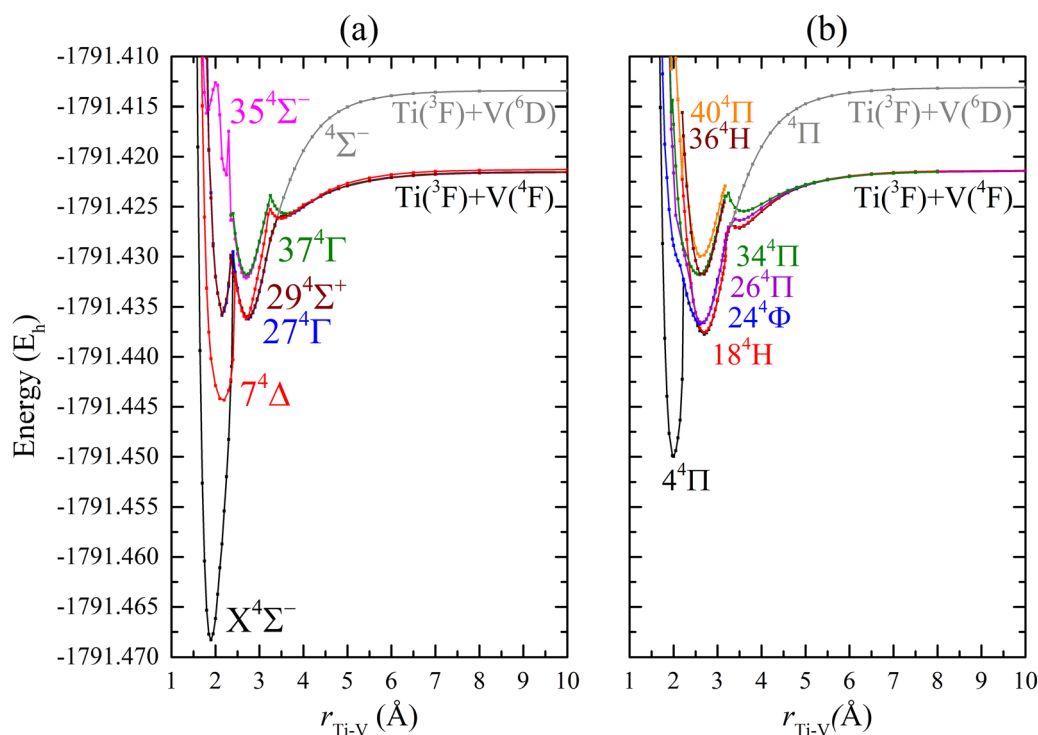 (a)
-1791.410
-1791.415
-1791.420
-1791.425
-1791.430
-1791.435
-1791.440
-1791.445
-1791.450
-1791.455
-1791.460
-1791.465
-1791.470
Energy (E_h)
35⁴Σ⁻
⁴Σ⁻
Ti(³F)+V(⁶D)
Ti(³F)+V(⁴F)
37⁴Γ
29⁴Σ⁺
27⁴Γ
7⁴Δ
X⁴Σ⁻
1 2 3 4 5 6 7 8 9 10
r_Ti-V (Å)
(b)
40⁴Π
36⁴H
⁴Π
Ti(³F)+V(⁶D)
Ti(³F)+V(⁴F)
34⁴Π
26⁴Π
24⁴Φ
18⁴H
4⁴Π
1 2 3 4 5 6 7 8 9 10
r_Ti-V(Å)